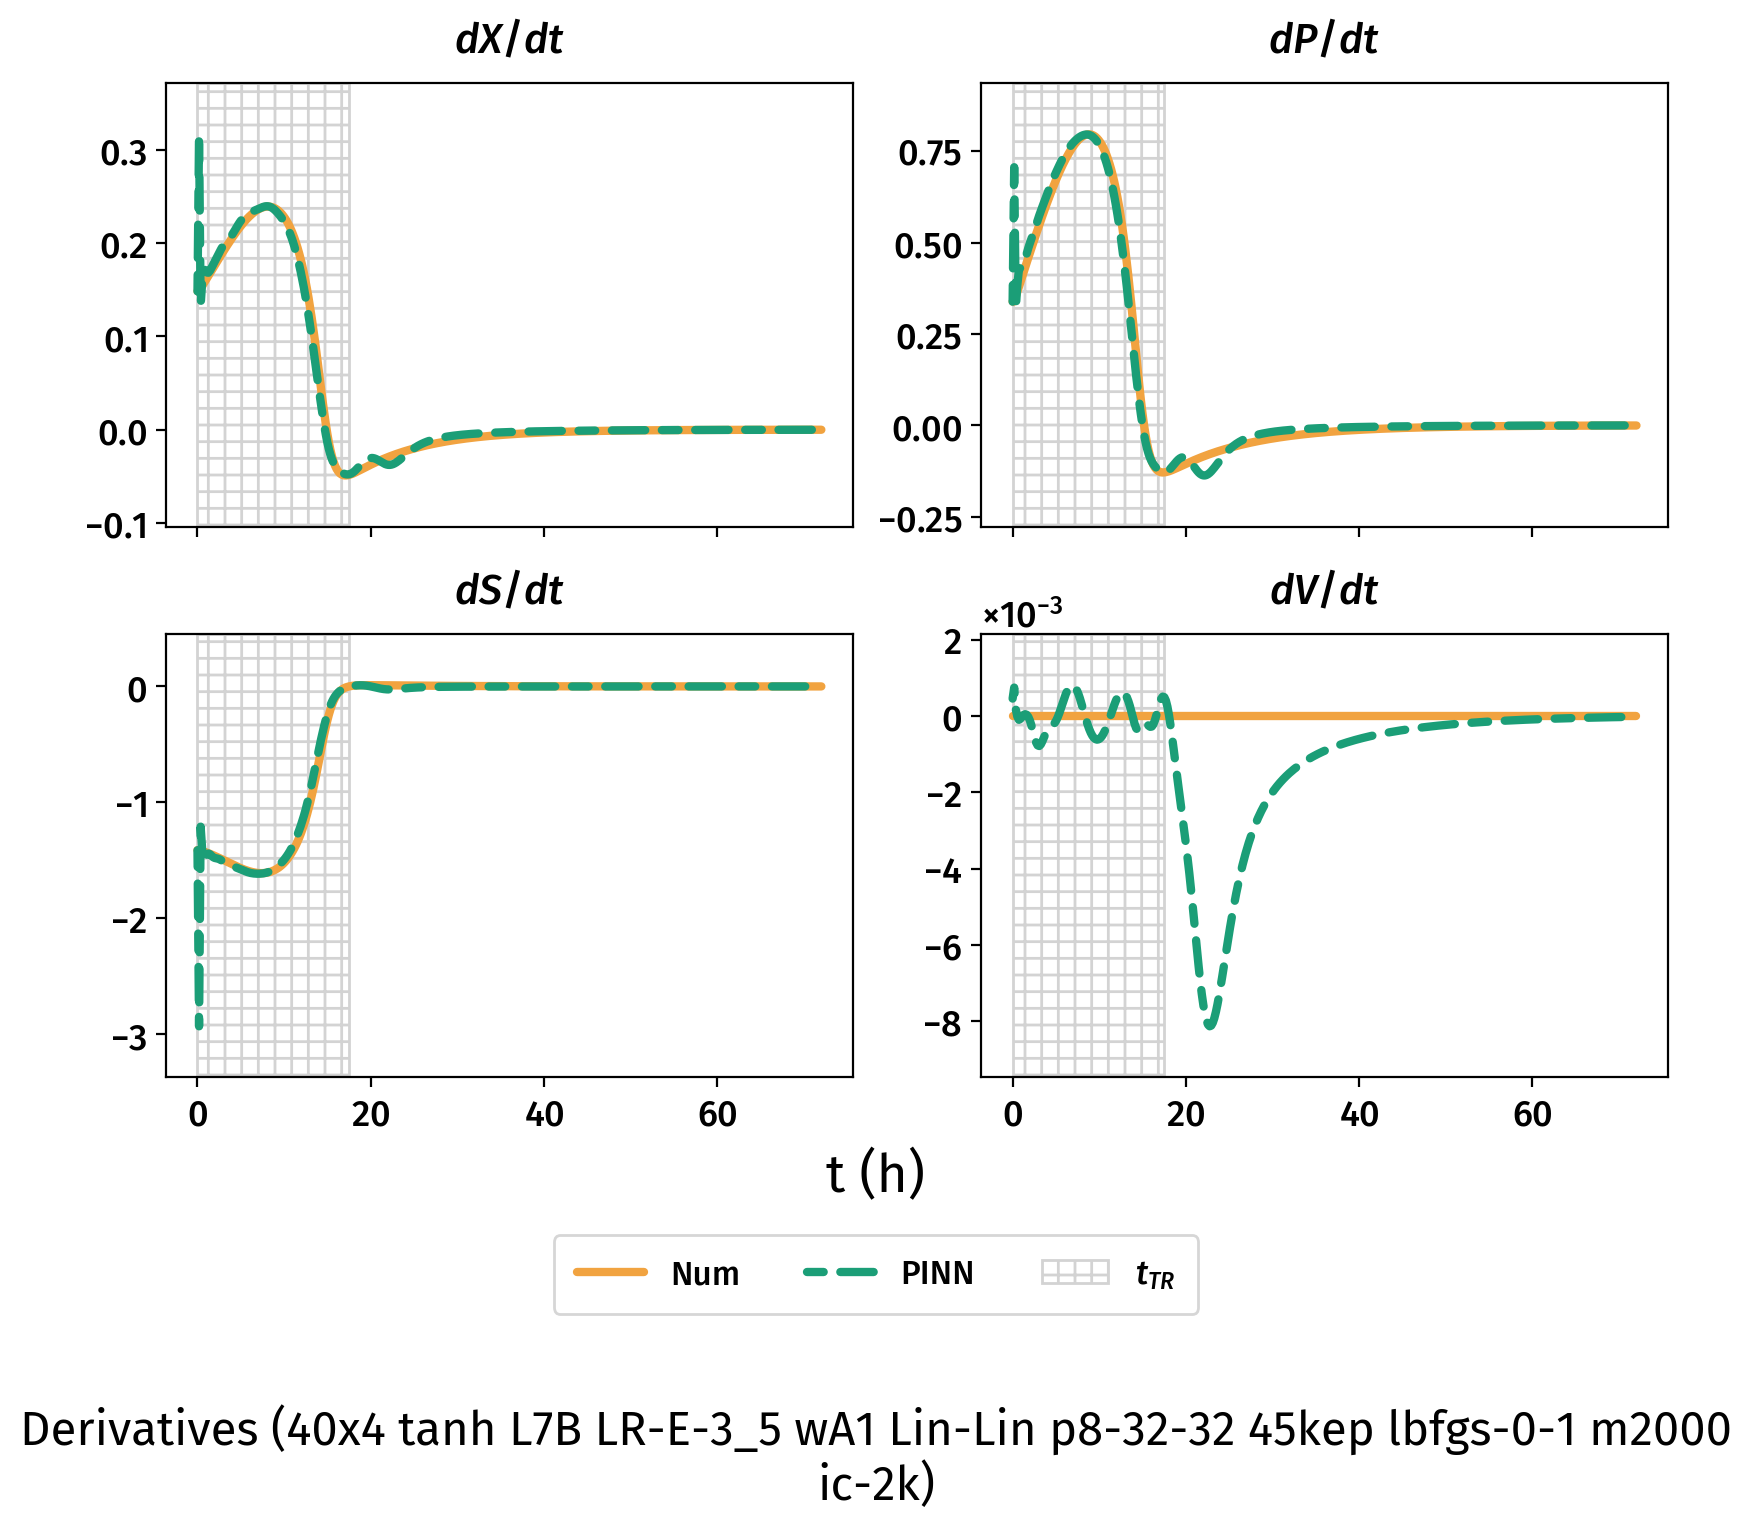 dX/dt
dP/dt
0.3
0.2
0.1
0.0
−0.1
0.75
0.50
0.25
0.00
−0.25
dS/dt
dV/dt
×10⁻³
0
−1
−2
−3
2
0
−2
−4
−6
−8
0 20 40 60
0 20 40 60
t (h)
Num PINN t_TR
Derivatives (40x4 tanh L7B LR-E-3_5 wA1 Lin-Lin p8-32-32 45kep lbfgs-0-1 m2000
ic-2k)